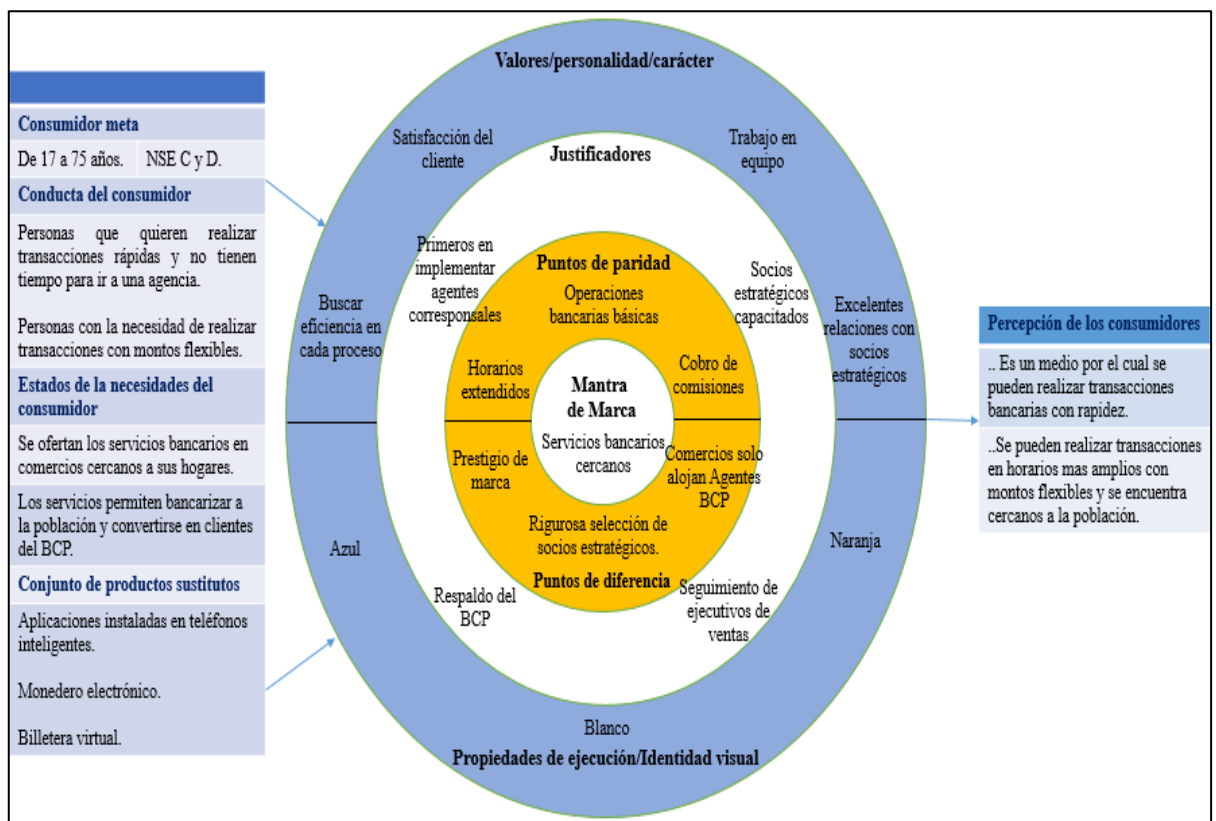 Consumidor meta
De 17 a 75 años. NSE C y D.
Conducta del consumidor
Personas que quieren realizar
transacciones rápidas y no tienen
tiempo para ir a una agencia.
Personas con la necesidad de realizar
transacciones con montos flexibles.
Estados de la necesidades del
consumidor
Se ofertan los servicios bancarios en
comercios cercanos a sus hogares.
Los servicios permiten bancarizar a
la población y convertirse en clientes
del BCP.
Conjunto de productos sustitutos
Aplicaciones instaladas en teléfonos
inteligentes.
Monedero electrónico.
Billetera virtual.
Valores/personalidad/carácter
Satisfacción del
cliente
Trabajo en
equipo
Buscar
eficiencia en
cada proceso
Excelentes
relaciones con
socios
estratégicos
Justificadores
Primeros en
implementar
agentes
corresponsales
Socios
estratégicos
capacitados
Puntos de paridad
Operaciones
bancarias básicas
Horarios
extendidos
Cobro de
comisiones
Mantra
de Marca
Servicios bancarios
cercanos
Prestigio de
marca
Comercios solo
alojan Agentes
BCP
Rigurosa selección de
socios estratégicos.
Puntos de diferencia
Respaldo del
BCP
Seguimiento de
ejecutivos de
ventas
Azul
Naranja
Blanco
Propiedades de ejecución/Identidad visual
Percepción de los consumidores
.. Es un medio por el cual se
pueden realizar transacciones
bancarias con rapidez.
..Se pueden realizar transacciones
en horarios mas amplios con
montos flexibles y se encuentra
cercanos a la población.